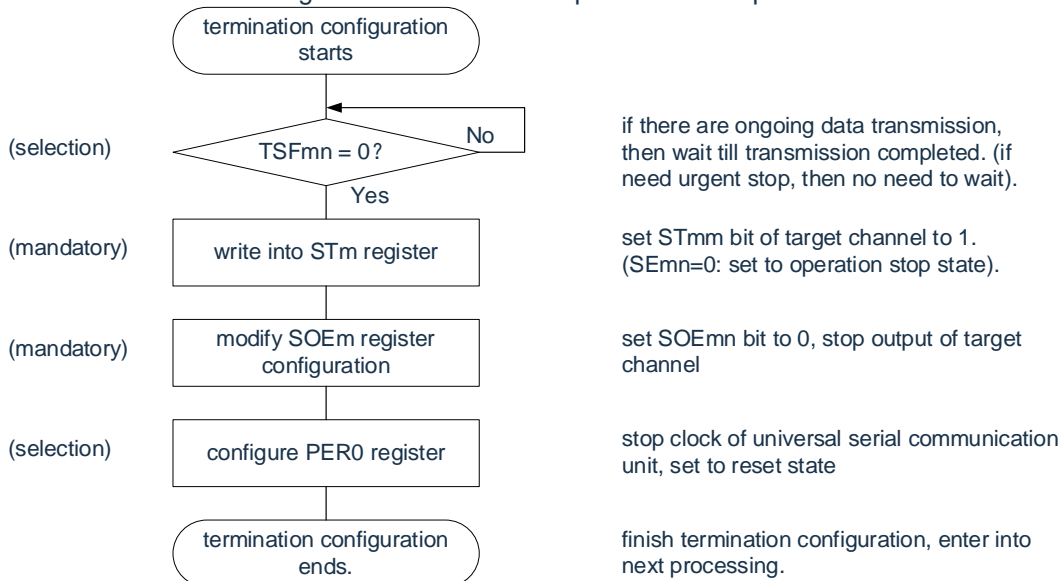 termination configuration
starts
(selection)
TSFmn = 0?
No
Yes
if there are ongoing data transmission,
then wait till transmission completed. (if
need urgent stop, then no need to wait).
(mandatory)
write into STm register
set STmm bit of target channel to 1.
(SEmn=0: set to operation stop state).
(mandatory)
modify SOEm register
configuration
set SOEmn bit to 0, stop output of target
channel
(selection)
configure PER0 register
stop clock of universal serial communication
unit, set to reset state
termination configuration
ends.
finish termination configuration, enter into
next processing.